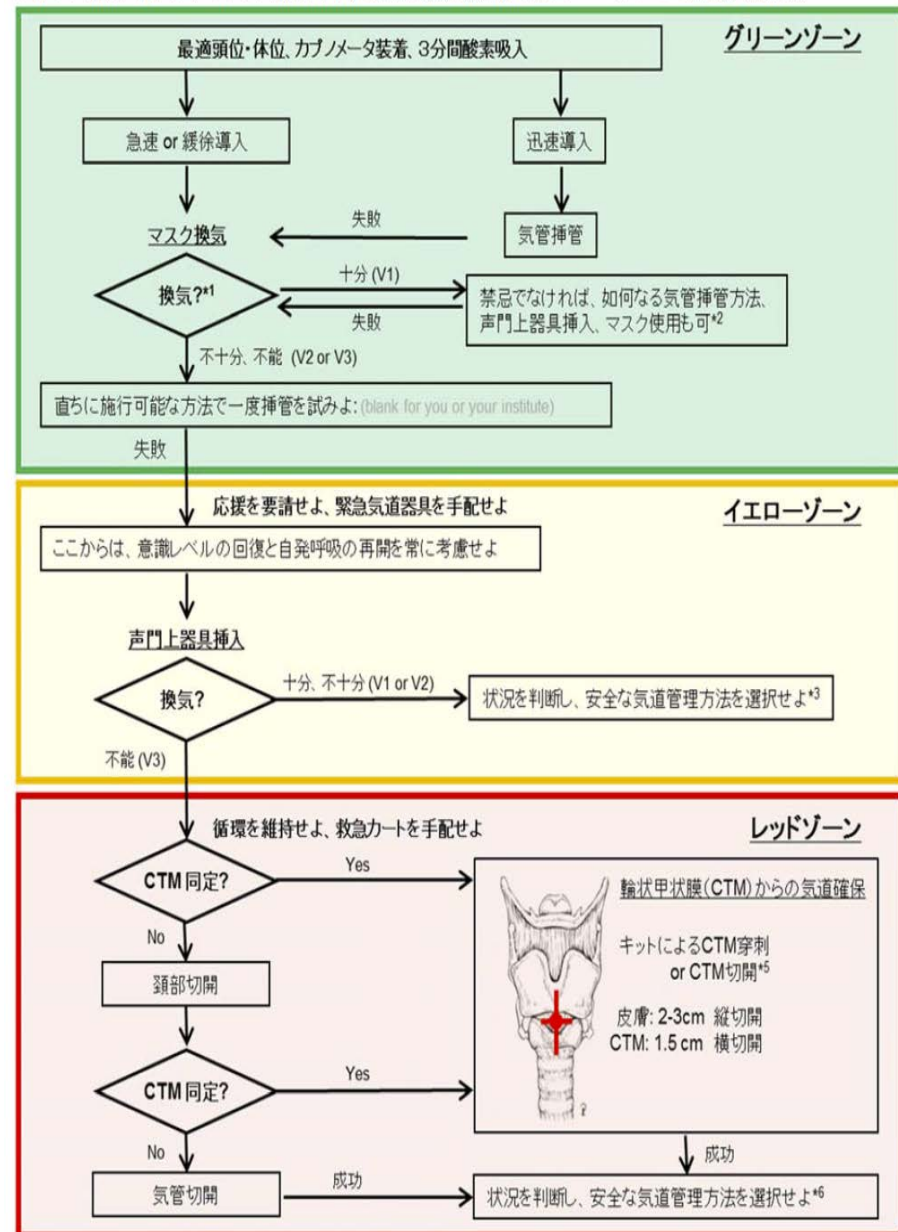 グリーンゾーン
最適頭位・体位、カプノメータ装着、3分間酸素吸入
急速 or 緩徐導入
迅速導入
失敗
気管挿管
マスク換気
換気?*1
十分 (V1)
失敗
禁忌でなければ、如何なる気管挿管方法、
声門上器具挿入、マスク使用も可*2
不十分、不能 (V2 or V3)
直ちに施行可能な方法で一度挿管を試みよ: (blank for you or your institute)
失敗
イエローゾーン
応援を要請せよ、緊急気道器具を手配せよ
ここからは、意識レベルの回復と自発呼吸の再開を常に考慮せよ
声門上器具挿入
換気?
十分、不十分 (V1 or V2)
状況を判断し、安全な気道管理方法を選択せよ*3
不能 (V3)
レッドゾーン
循環を維持せよ、救急カートを手配せよ
CTM 同定?
Yes
輪状甲状膜(CTM)からの気道確保
キットによるCTM穿刺
or CTM切開*5
皮膚: 2-3cm 縦切開
CTM: 1.5 cm 横切開
No
頚部切開
CTM 同定?
Yes
No
成功
気管切開
成功
状況を判断し、安全な気道管理方法を選択せよ*6